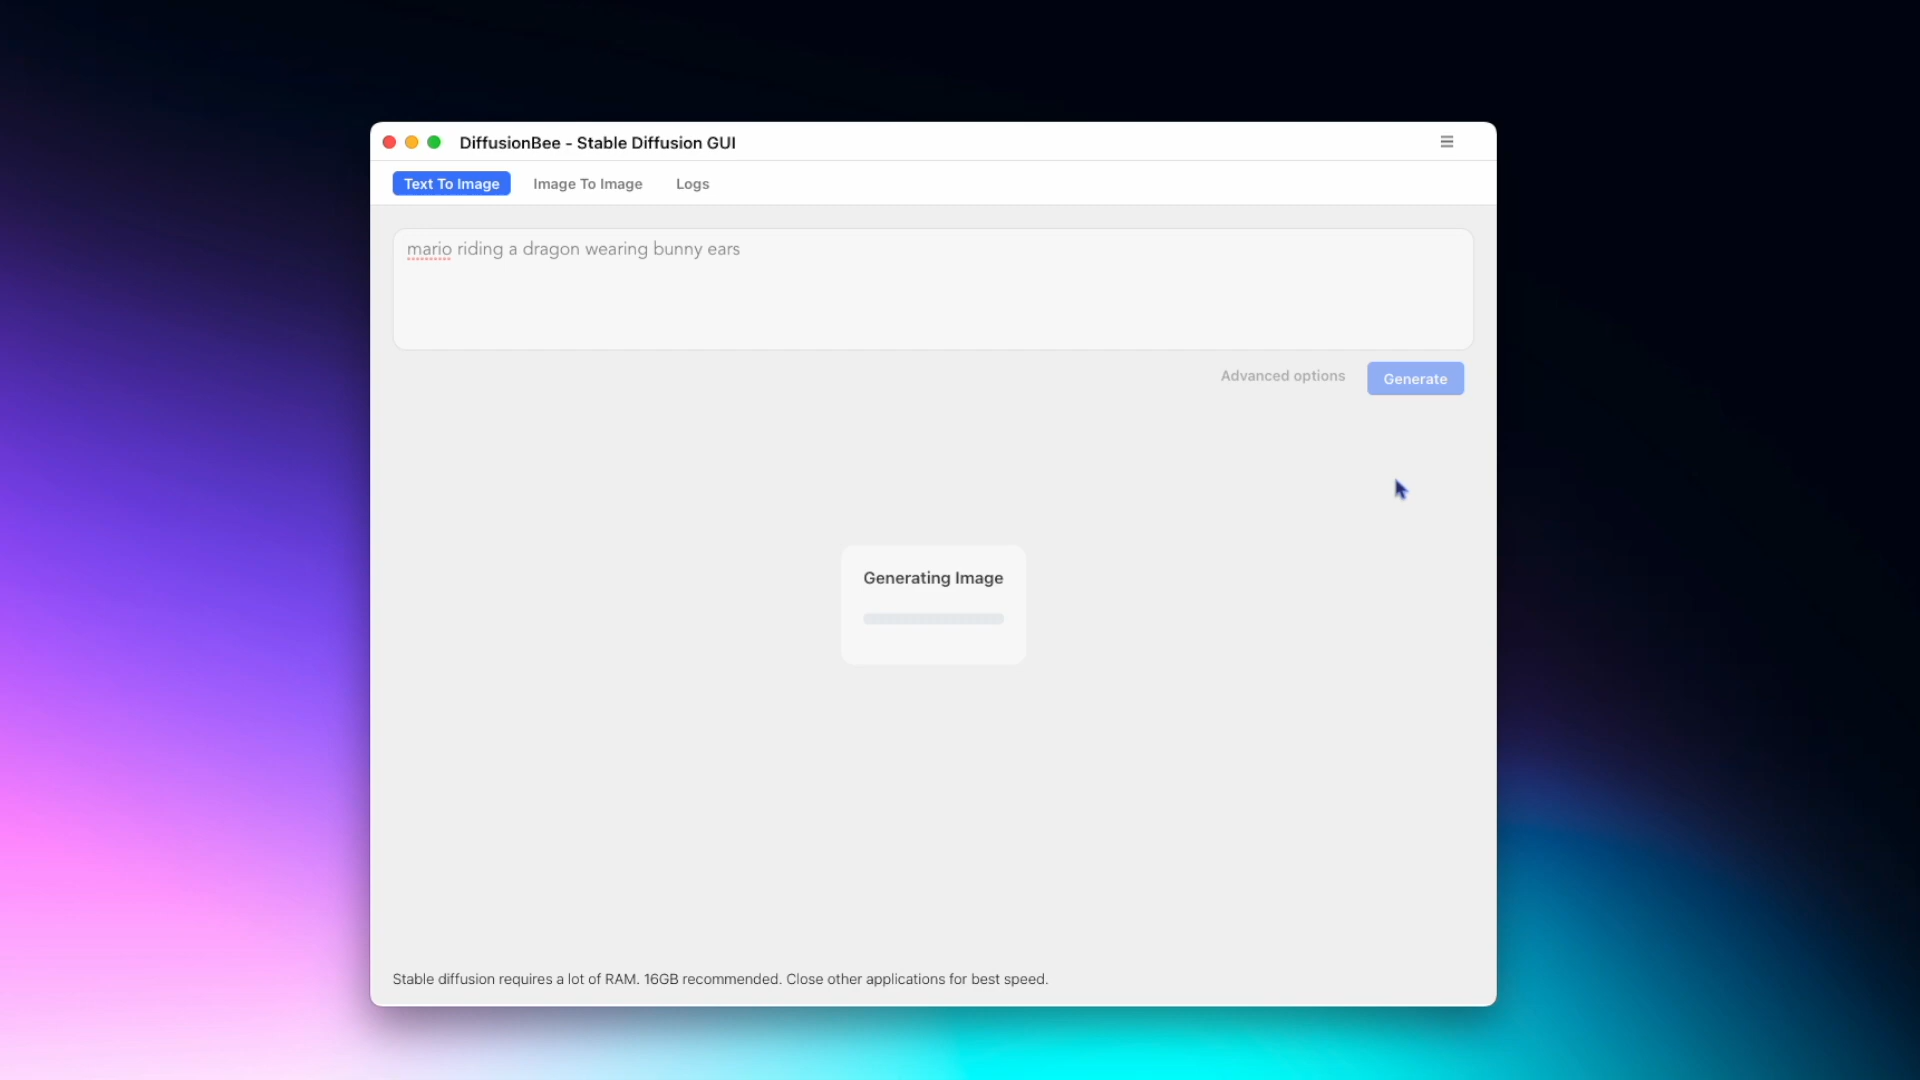 DiffusionBee - Stable Diffusion GUI
Text To Image Image To Image Logs
mario riding a dragon wearing bunny ears
Advanced options Generate
Generating Image
Stable diffusion requires a lot of RAM. 16GB recommended. Close other applications for best speed.